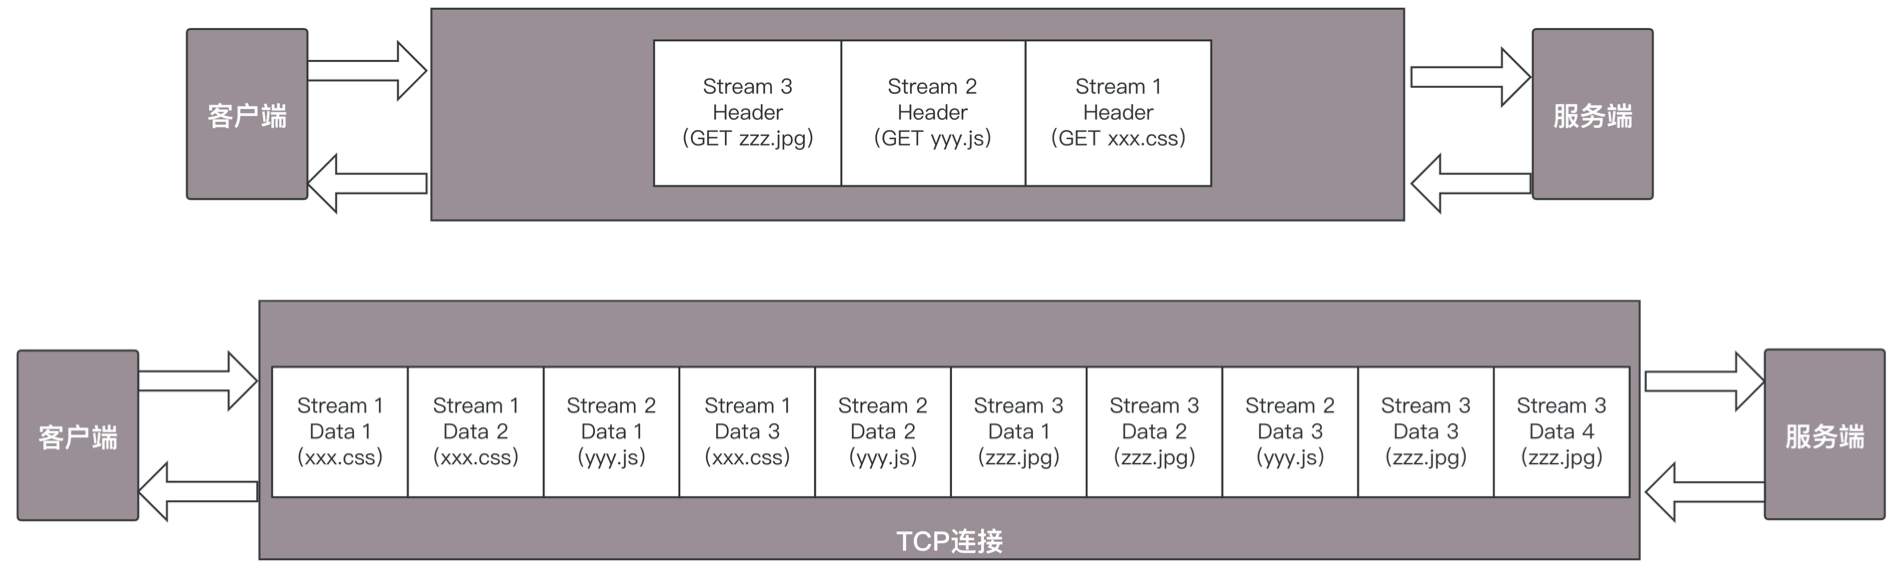 客户端
Stream 3
Header
(GET zzz.jpg)
Stream 2
Header
(GET yyy.js)
Stream 1
Header
(GET xxx.css)
服务端
客户端
Stream 1
Data 1
(xxx.css)
Stream 1
Data 2
(xxx.css)
Stream 2
Data 1
(yyy.js)
Stream 1
Data 3
(xxx.css)
Stream 2
Data 2
(yyy.js)
Stream 3
Data 1
(zzz.jpg)
Stream 3
Data 2
(zzz.jpg)
Stream 2
Data 3
(yyy.js)
Stream 3
Data 3
(zzz.jpg)
Stream 3
Data 4
(zzz.jpg)
服务端
TCP连接